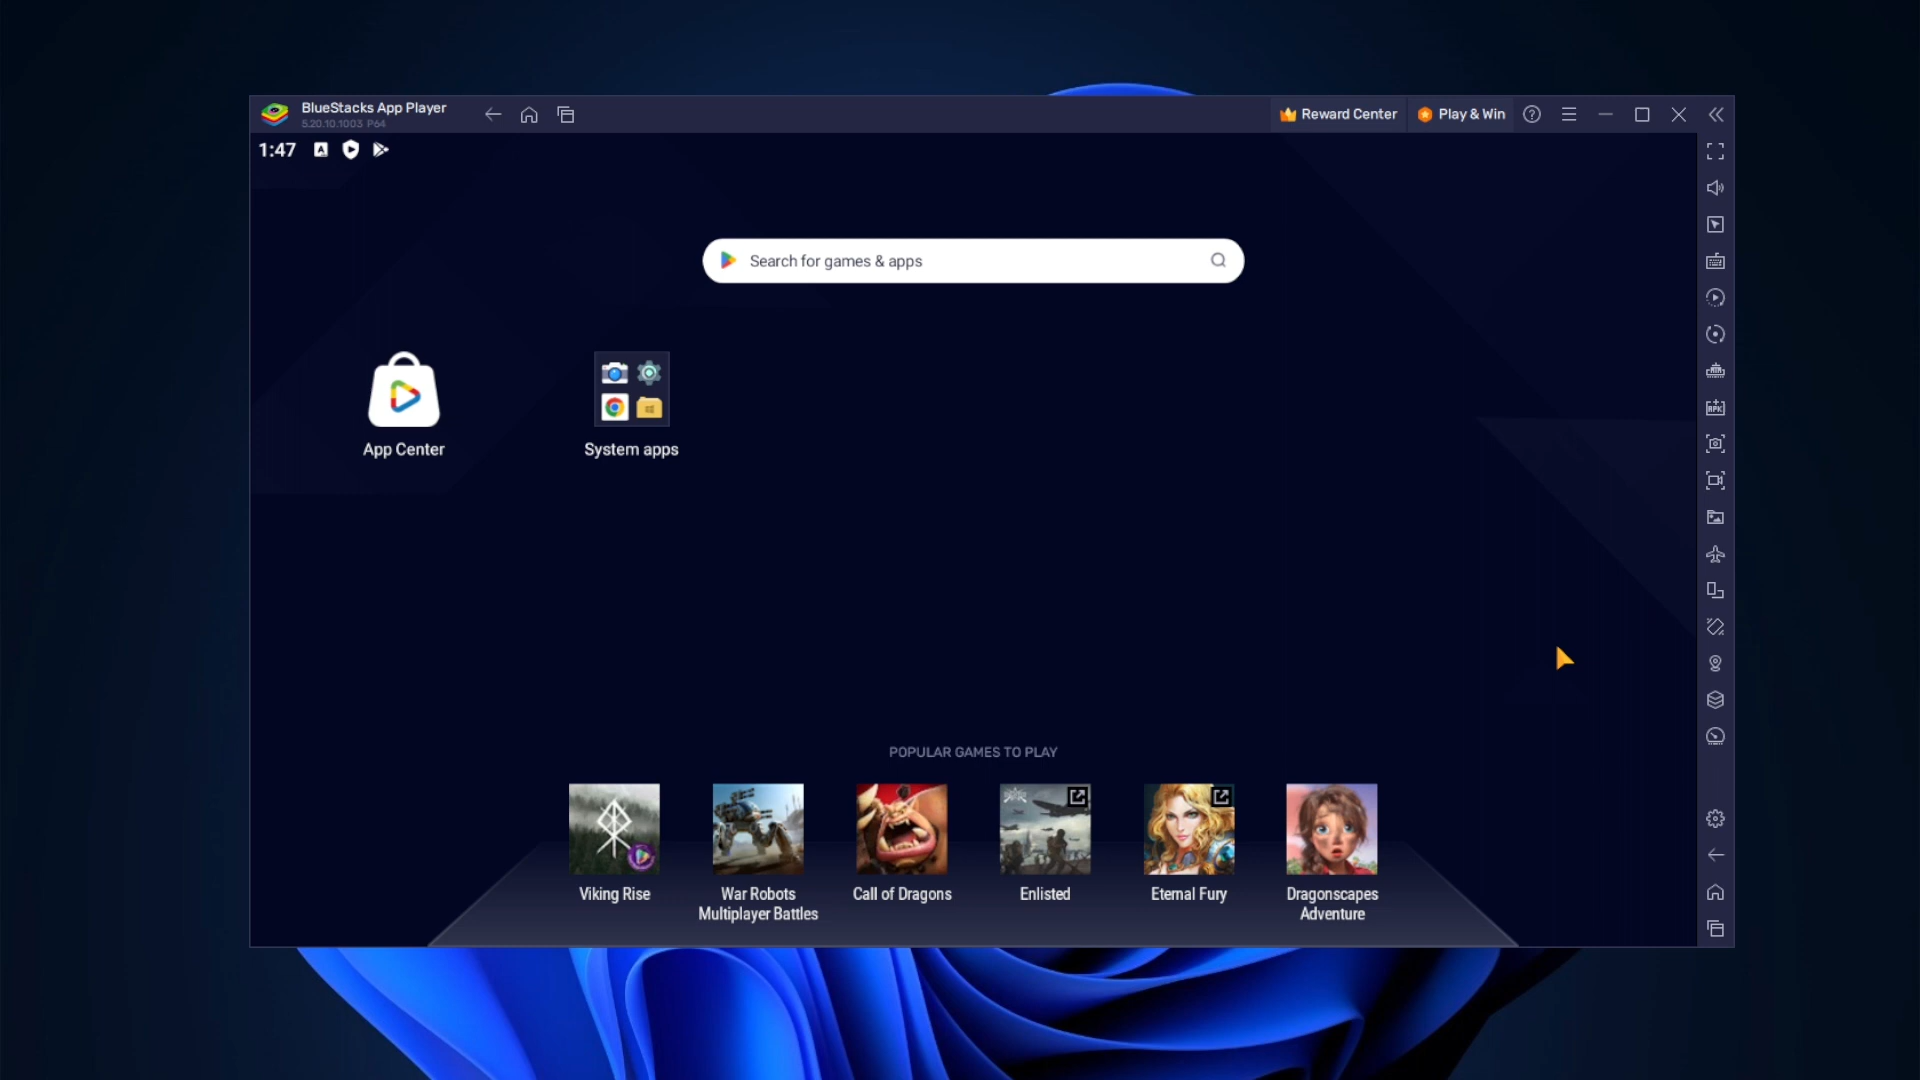 BlueStacks App Player
5.20.10.1003 P64
Reward Center
Play & Win
1:47
Search for games & apps
App Center
System apps
POPULAR GAMES TO PLAY
Viking Rise
War Robots
Multiplayer Battles
Call of Dragons
Enlisted
Eternal Fury
Dragonscapes
Adventure